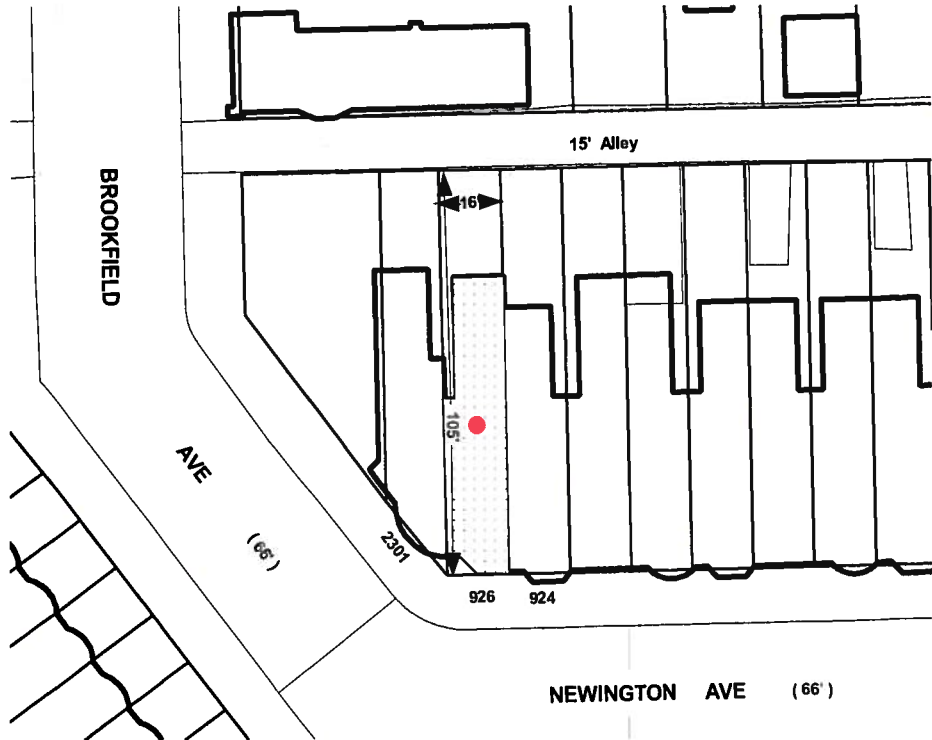 15' Alley
16'
BROOKFIELD
AVE
(66')
105'
2301
926
924
NEWINGTON AVE (66')